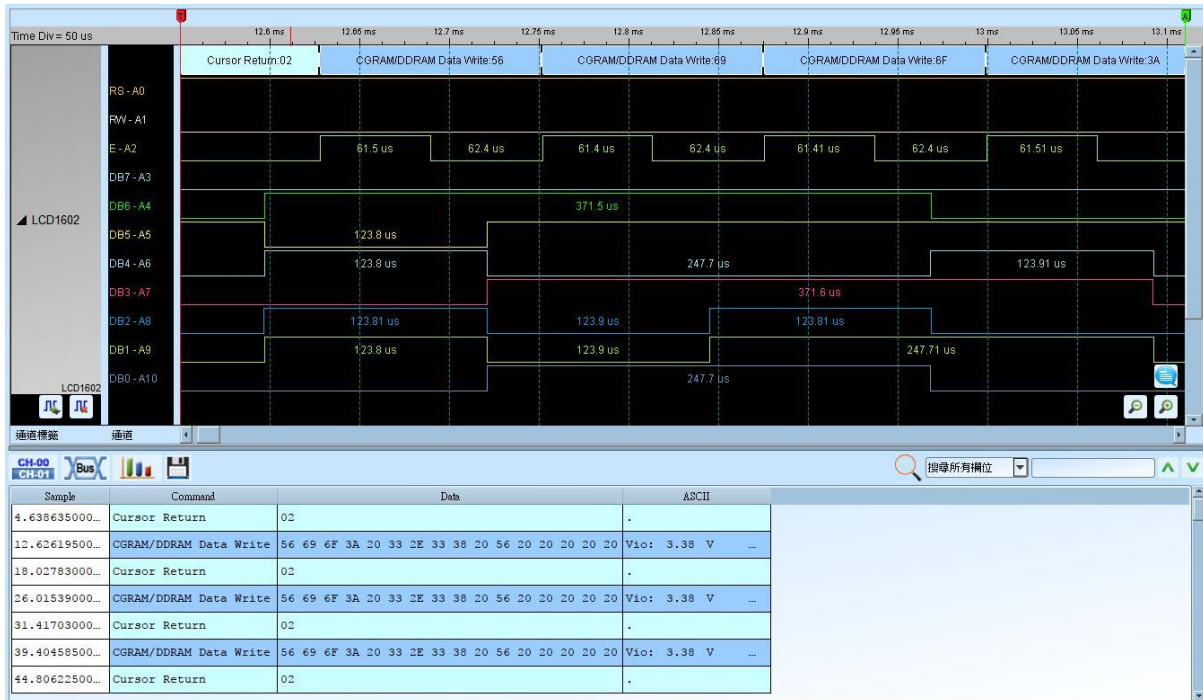 Time Div = 50 us
12.6 ms 12.65 ms 12.7 ms 12.75 ms 12.8 ms 12.85 ms 12.9 ms 12.95 ms 13 ms 13.05 ms 13.1 ms
Cursor Return:02 CGRAM/DDRAM Data Write:56 CGRAM/DDRAM Data Write:69 CGRAM/DDRAM Data Write:6F CGRAM/DDRAM Data Write:3A
RS - A0
RW - A1
E - A2 61.5 us 62.4 us 61.4 us 62.4 us 61.41 us 62.4 us 61.51 us
DB7 - A3
DB6 - A4 371.5 us
LCD1602
DB5 - A5 123.8 us
DB4 - A6 123.8 us 247.7 us 123.91 us
DB3 - A7 371.6 us
DB2 - A8 123.81 us 123.9 us 123.81 us
DB1 - A9 123.8 us 123.9 us 247.71 us
LCD1602 DB0 - A10 247.7 us
通道標籤 通道
CH-00
CH-01 Bus 搜尋所有欄位
Sample Command Data ASCII
4.638635000… Cursor Return 02 .
12.62619500… CGRAM/DDRAM Data Write 56 69 6F 3A 20 33 2E 33 38 20 56 20 20 20 20 20 Vio: 3.38 V …
18.02783000… Cursor Return 02 .
26.01539000… CGRAM/DDRAM Data Write 56 69 6F 3A 20 33 2E 33 38 20 56 20 20 20 20 20 Vio: 3.38 V …
31.41703000… Cursor Return 02 .
39.40458500… CGRAM/DDRAM Data Write 56 69 6F 3A 20 33 2E 33 38 20 56 20 20 20 20 20 Vio: 3.38 V …
44.80622500… Cursor Return 02 .